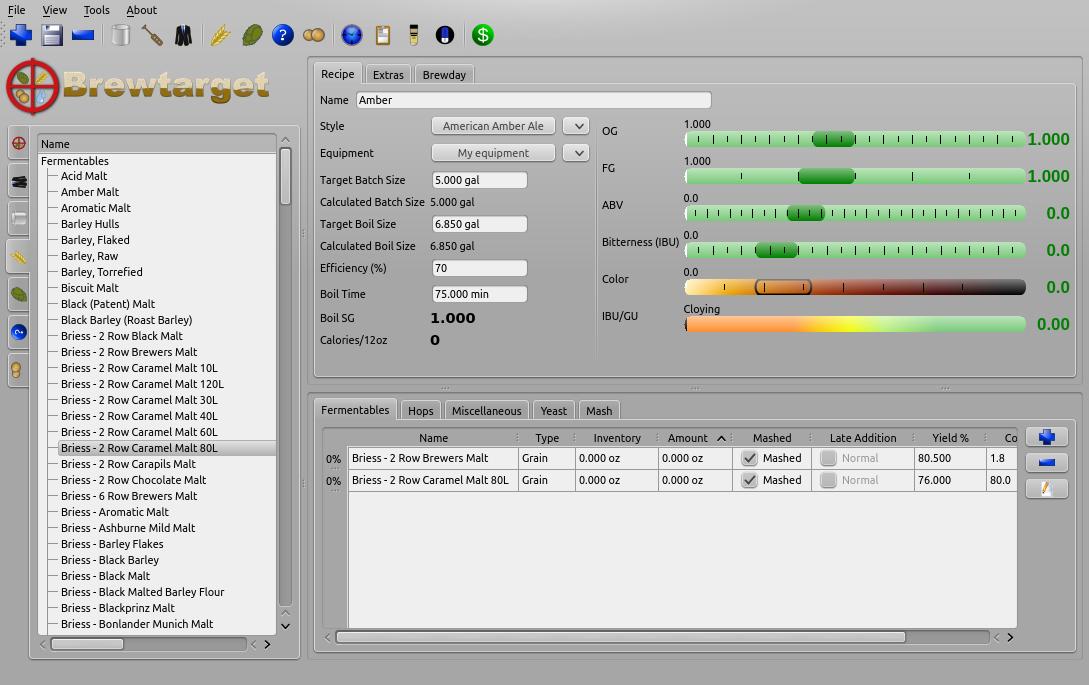 File View Tools About
Brewtarget
Name
Fermentables
Acid Malt
Amber Malt
Aromatic Malt
Barley Hulls
Barley, Flaked
Barley, Raw
Barley, Torrefied
Biscuit Malt
Black (Patent) Malt
Black Barley (Roast Barley)
Briess - 2 Row Black Malt
Briess - 2 Row Brewers Malt
Briess - 2 Row Caramel Malt 10L
Briess - 2 Row Caramel Malt 120L
Briess - 2 Row Caramel Malt 30L
Briess - 2 Row Caramel Malt 40L
Briess - 2 Row Caramel Malt 60L
Briess - 2 Row Caramel Malt 80L
Briess - 2 Row Carapils Malt
Briess - 2 Row Chocolate Malt
Briess - 6 Row Brewers Malt
Briess - Aromatic Malt
Briess - Ashburne Mild Malt
Briess - Barley Flakes
Briess - Black Barley
Briess - Black Malt
Briess - Black Malted Barley Flour
Briess - Blackprinz Malt
Briess - Bonlander Munich Malt
Recipe Extras Brewday
Name Amber
Style American Amber Ale
Equipment My equipment
Target Batch Size 5.000 gal
Calculated Batch Size 5.000 gal
Target Boil Size 6.850 gal
Calculated Boil Size 6.850 gal
Efficiency (%) 70
Boil Time 75.000 min
Boil SG 1.000
Calories/12oz 0
1.000
OG 1.000
1.000
FG 1.000
0.0
ABV 0.0
0.0
Bitterness (IBU) 0.0
0.0
Color 0.0
Cloying
IBU/GU 0.00
Fermentables Hops Miscellaneous Yeast Mash
Name Type Inventory Amount Mashed Late Addition Yield % Co
0% Briess - 2 Row Brewers Malt Grain 0.000 oz 0.000 oz Mashed Normal 80.500 1.8
0% Briess - 2 Row Caramel Malt 80L Grain 0.000 oz 0.000 oz Mashed Normal 76.000 80.0